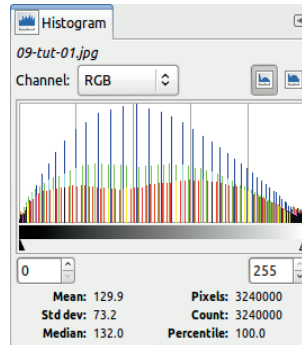 Histogram
09-tut-01.jpg
Channel: RGB
0 255
Mean: 129.9 Pixels: 3240000
Std dev: 73.2 Count: 3240000
Median: 132.0 Percentile: 100.0